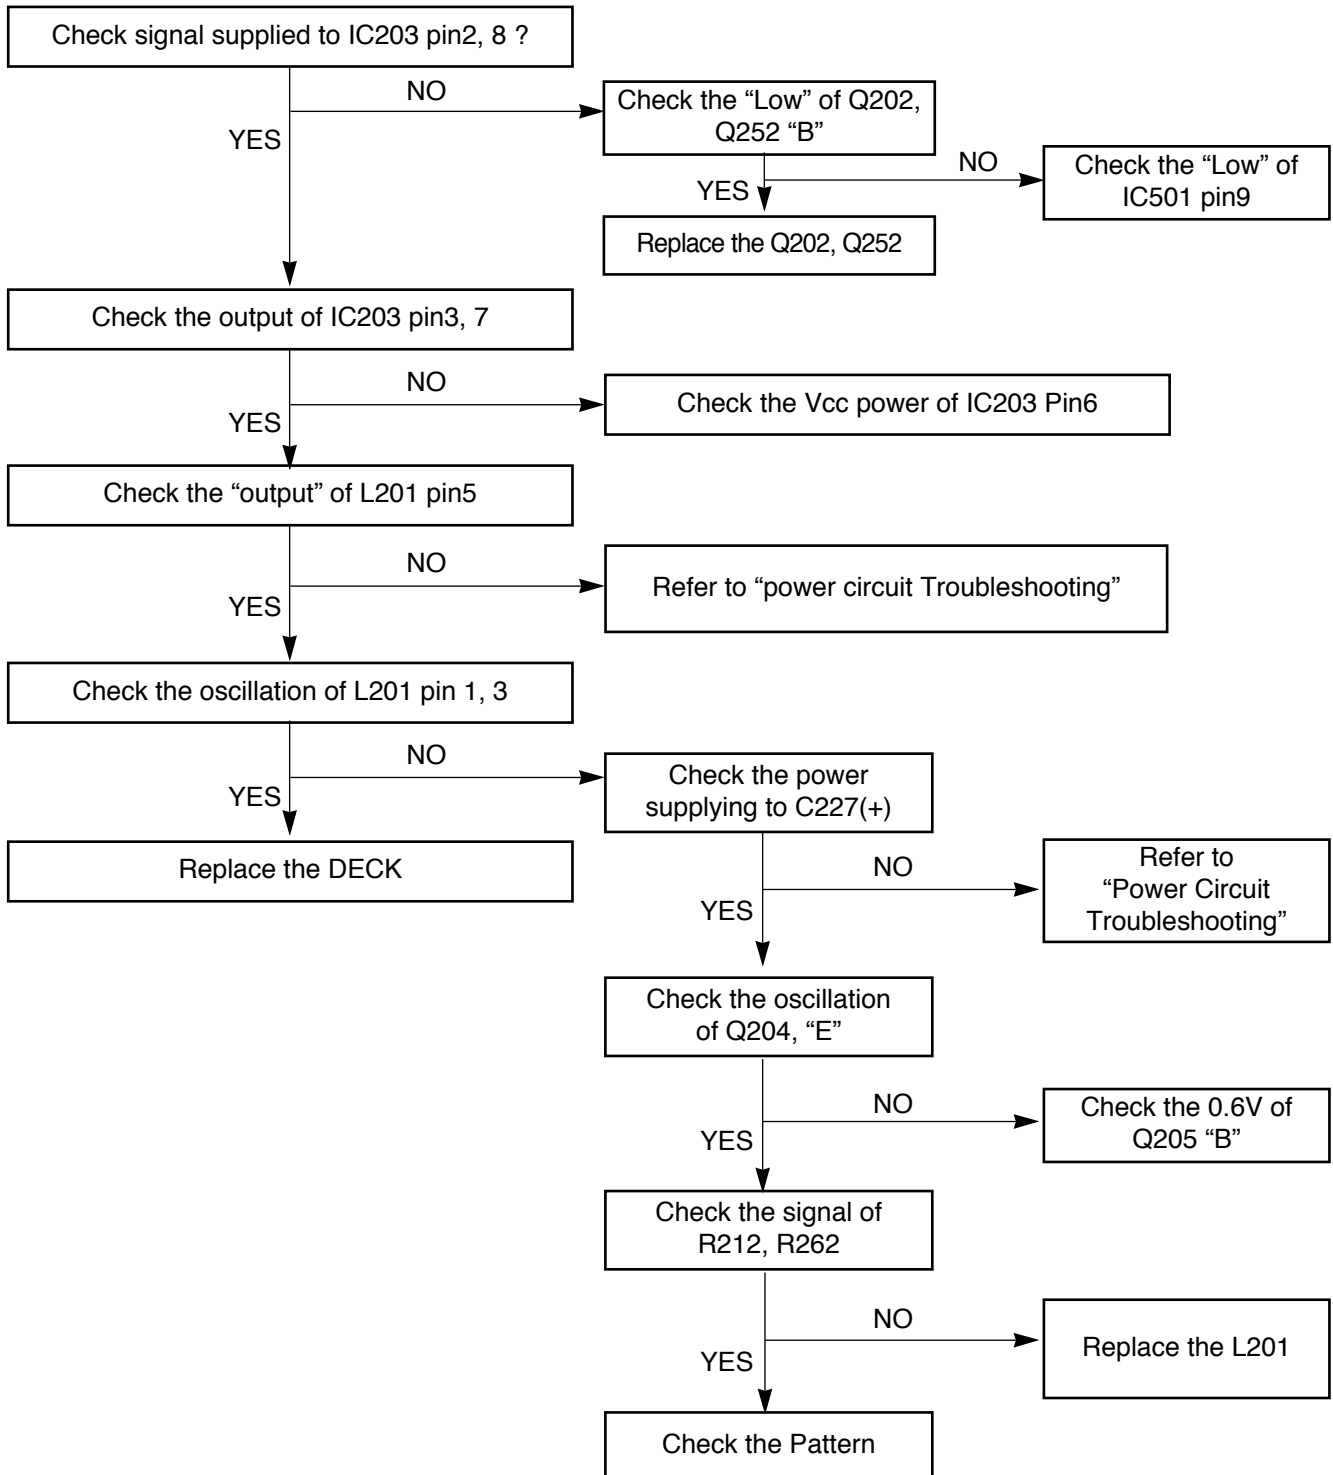 Check signal supplied to IC203 pin2, 8 ?
NO
YES
Check the “Low” of Q202,
Q252 “B”
NO
YES
Check the “Low” of
IC501 pin9
Replace the Q202, Q252
Check the output of IC203 pin3, 7
NO
YES
Check the Vcc power of IC203 Pin6
Check the “output” of L201 pin5
NO
YES
Refer to “power circuit Troubleshooting”
Check the oscillation of L201 pin 1, 3
NO
YES
Check the power
supplying to C227(+)
Replace the DECK
NO
YES
Refer to
“Power Circuit
Troubleshooting”
Check the oscillation
of Q204, “E”
NO
YES
Check the 0.6V of
Q205 “B”
Check the signal of
R212, R262
NO
YES
Replace the L201
Check the Pattern